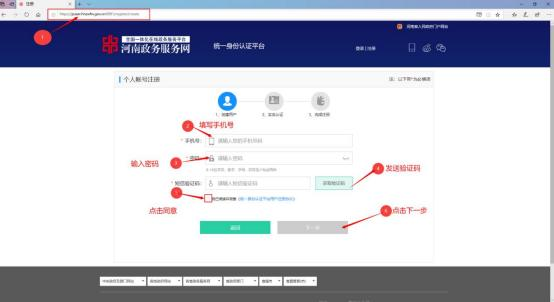 注册
1
全国一体化在线政务服务平台
河南政务服务网
统一身份认证平台
河南省人民政府门户网站
登录 | 注册
个人账号注册
注：以下带*为必填项
1、创建用户
2、实名认证
3、完成注册
2 填写手机号
* 手机号：
请输入您的手机号码
输入密码
3
* 密码：
请输入密码
4 发送验证码
* 短信验证码：
请输入短信验证码
获取验证码
5
我已阅读并同意
点击同意
返回
下一步
6 点击下一步